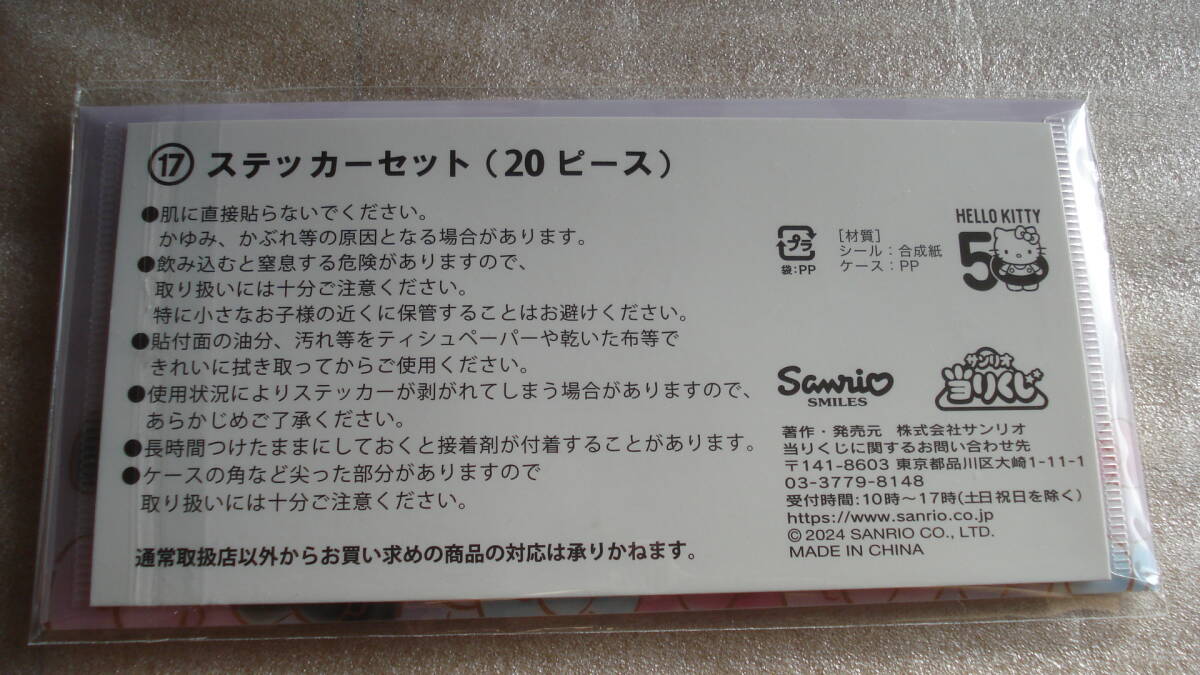 ⑰ ステッカーセット（20 ピース）
●肌に直接貼らないでください。
かゆみ、かぶれ等の原因となる場合があります。
●飲み込むと窒息する危険がありますので、
取り扱いには十分ご注意ください。
特に小さなお子様の近くに保管することはお避けください。
●貼付面の油分、汚れ等をティシュペーパーや乾いた布等で
きれいに拭き取ってからご使用ください。
●使用状況によりステッカーが剥がれてしまう場合がありますので、
あらかじめご了承ください。
●長時間つけたままにしておくと接着剤が付着することがあります。
●ケースの角など尖った部分がありますので
取り扱いには十分ご注意ください。
通常取扱店以外からお買い求めの商品の対応は承りかねます。
プラ
袋：PP
［材質］
シール：合成紙
ケース：PP
HELLO KITTY
50
Sanrio
SMILES
サンリオ
当りくじ
著作・発売元 株式会社サンリオ
当りくじに関するお問い合わせ先
〒141-8603 東京都品川区大崎1-11-1
03-3779-8148
受付時間：10時～17時（土日祝日を除く）
https://www.sanrio.co.jp
© 2024 SANRIO CO., LTD.
MADE IN CHINA